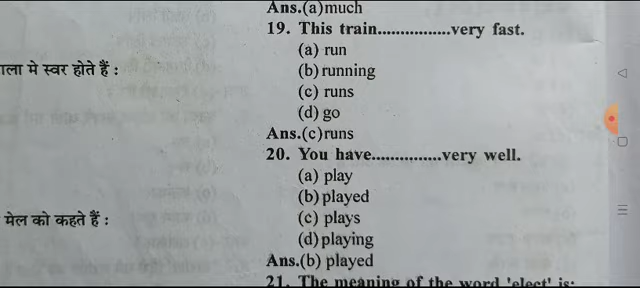 Ans.(a)much
19. This train.................very fast.
(a) run
(b) running
(c) runs
(d) go
Ans.(c)runs
20. You have................very well.
(a) play
(b) played
(c) plays
(d) playing
Ans.(b) played
21. The meaning of the word 'elect' is:
मे स्वर होते हैं :
मेल को कहते हैं :